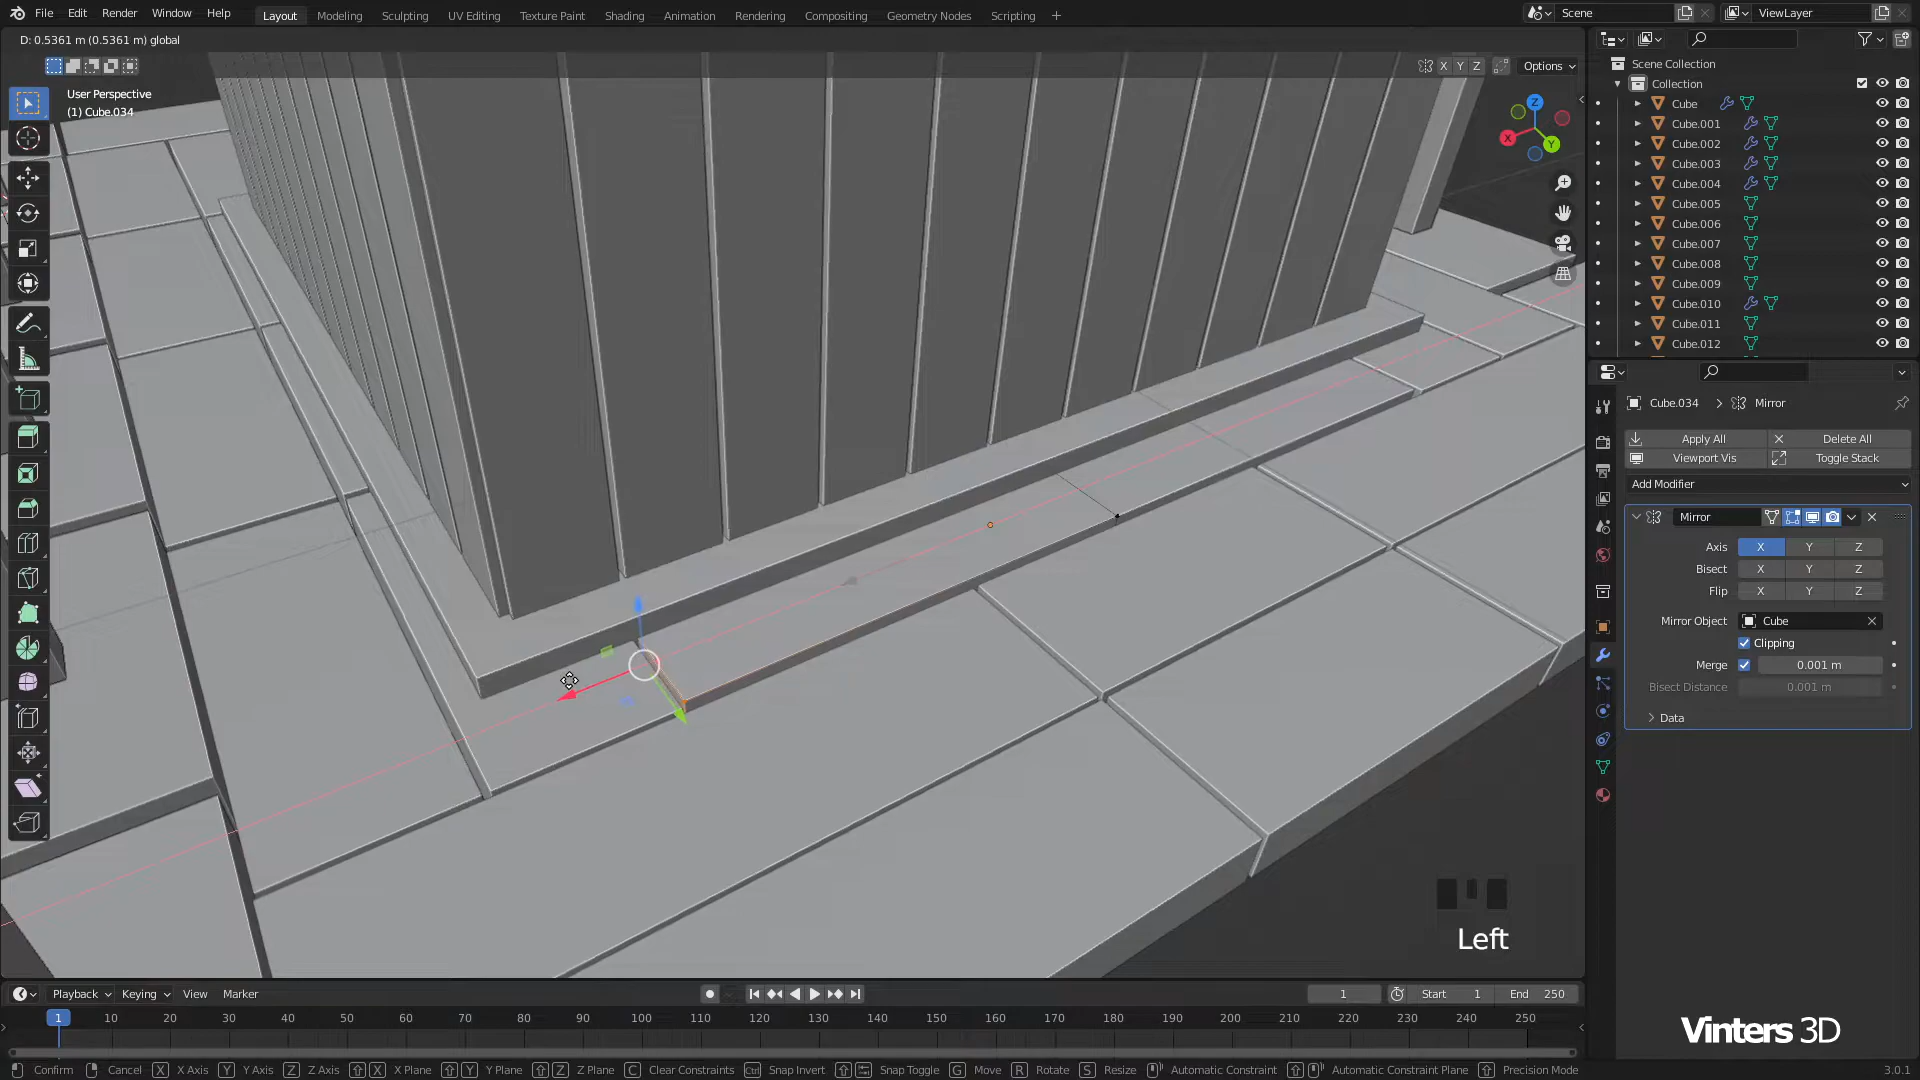 File Edit Render Window Help Layout Modeling Sculpting UV Editing Texture Paint Shading Animation Rendering Compositing Geometry Nodes Scripting + Scene ViewLayer
D: 0.5361 m (0.5361 m) global
X Y Z Options
User Perspective
(1) Cube.034
Z
X
Y
Scene Collection
Collection
Cube
Cube.001
Cube.002
Cube.003
Cube.004
Cube.005
Cube.006
Cube.007
Cube.008
Cube.009
Cube.010
Cube.011
Cube.012
Cube.034 > Mirror
Apply All Delete All
Viewport Vis Toggle Stack
Add Modifier
Mirror
Axis X Y Z
Bisect X Y Z
Flip X Y Z
Mirror Object Cube
Clipping
Merge 0.001 m
Bisect Distance 0.001 m
Data
Left
Playback Keying View Marker 1 Start 1 End 250
1 10 20 30 40 50 60 70 80 90 100 110 120 130 140 150 160 170 180 190 200 210 220 230 240 250
Vinters 3D
Confirm Cancel X X Axis Y Y Axis Z Z Axis X X Plane Y Y Plane Z Z Plane C Clear Constraints Ctrl Snap Invert Snap Toggle G Move R Rotate S Resize Automatic Constraint Automatic Constraint Plane Precision Mode 3.0.1